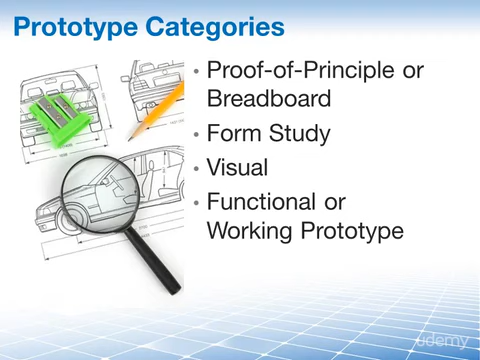 Prototype Categories
• Proof-of-Principle or
Breadboard
• Form Study
• Visual
• Functional or
Working Prototype
udemy